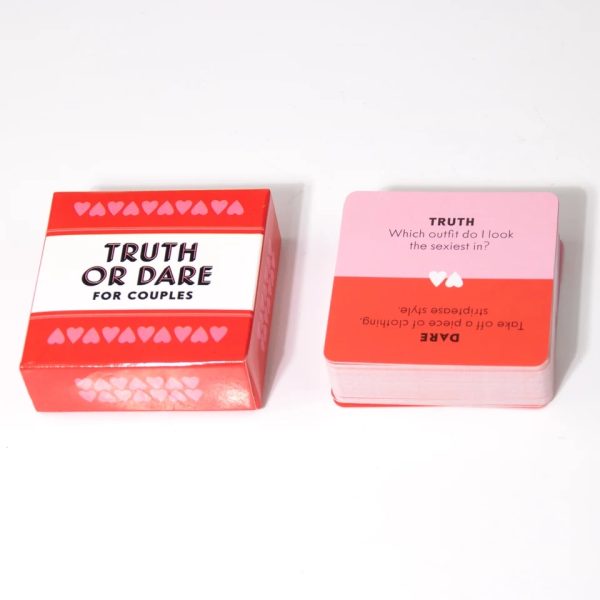 TRUTH
OR DARE
FOR COUPLES
TRUTH
Which outfit do I look
the sexiest in?
DARE
Take off a piece of clothing,
striptease style.